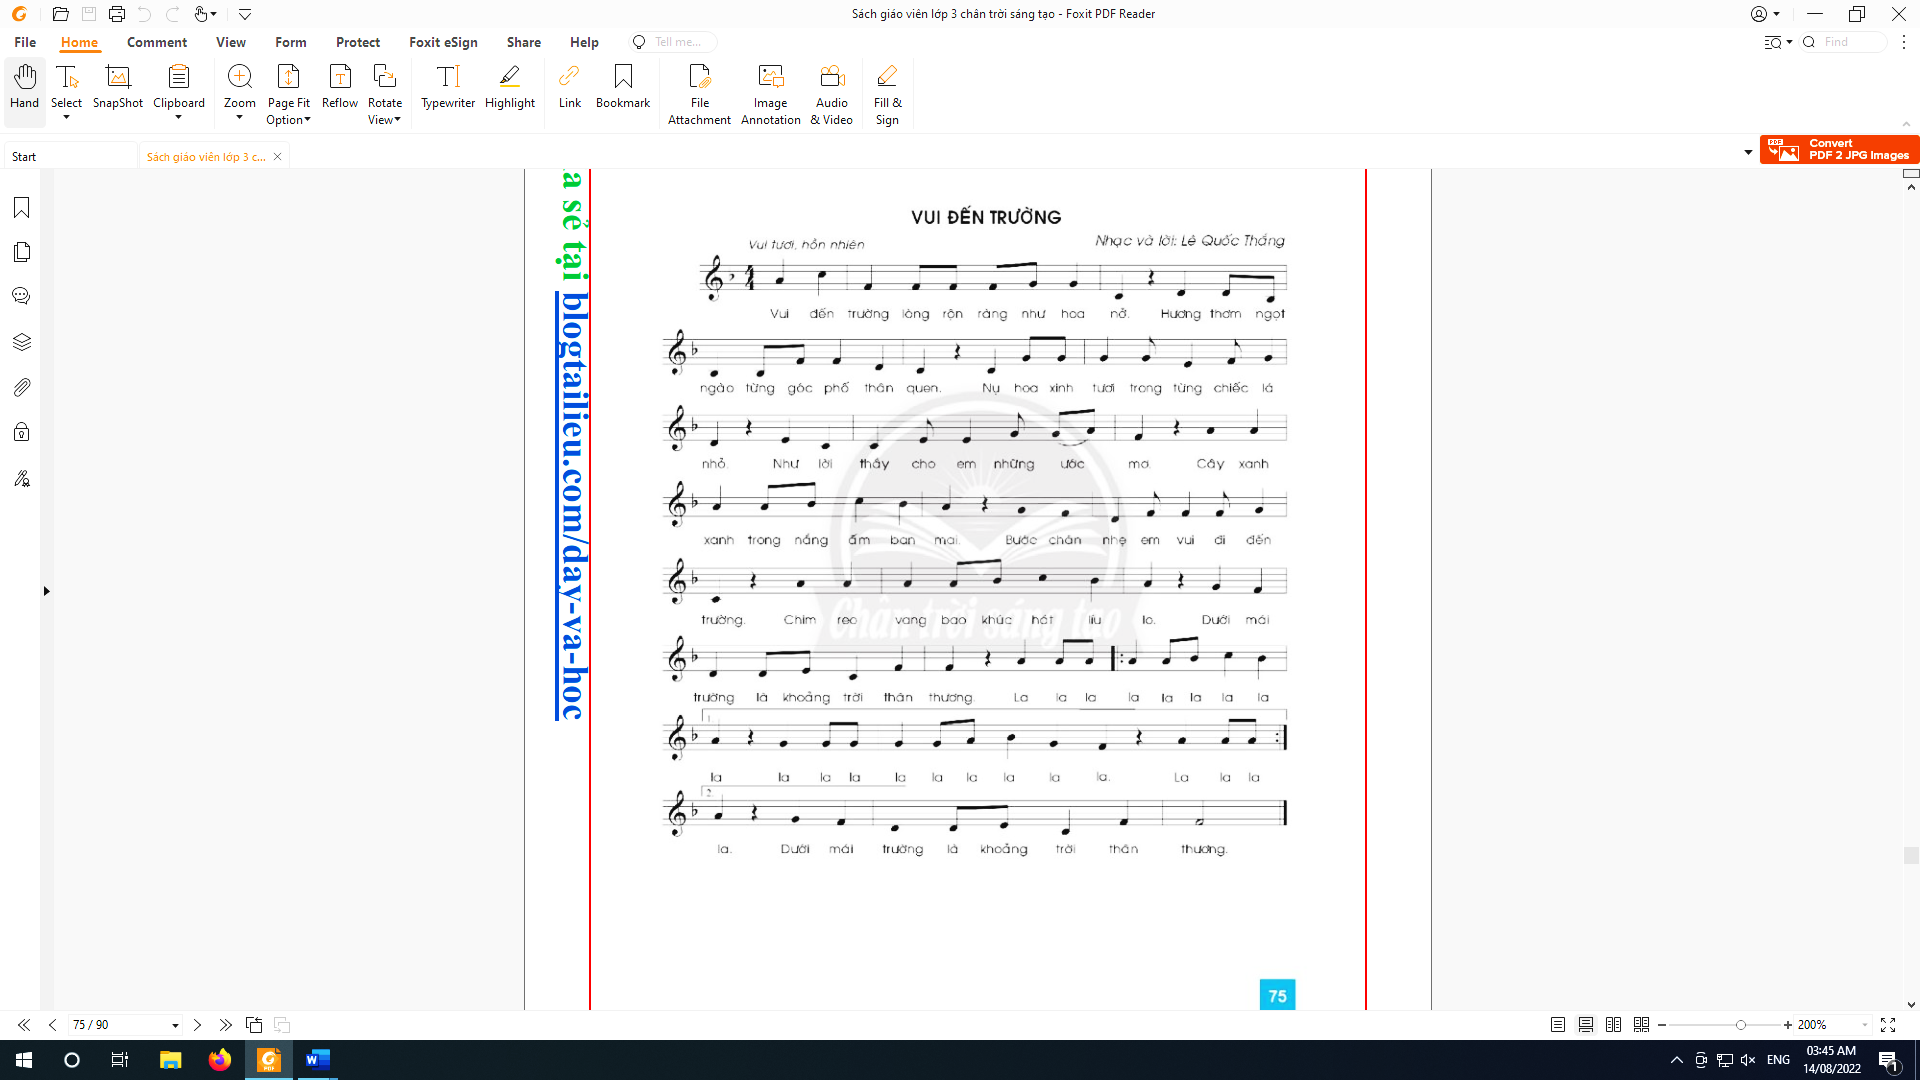 Sách giáo viên lớp 3 chân trời sáng tạo - Foxit PDF Reader
File Home Comment View Form Protect Foxit eSign Share Help Tell me... Find
Hand Select SnapShot Clipboard Zoom Page Fit Option Reflow Rotate View Typewriter Highlight Link Bookmark File Attachment Image Annotation Audio & Video Fill & Sign
Start Sách giáo viên lớp 3 c... Convert
PDF 2 JPG Images
sẻ tại blogtailieu.com/day-va-hoc
VUI ĐẾN TRƯỜNG
Vui tươi, hồn nhiên Nhạc và lời: Lê Quốc Thắng
4
4
Vui đến trường lòng rộn ràng như hoa nở. Hương thơm ngọt
ngào từng góc phố thân quen. Nụ hoa xinh tươi trong từng chiếc lá
nhỏ. Như lời thầy cho em những ước mơ. Cây xanh
xanh trong nắng ấm ban mai. Bước chân nhẹ em vui đi đến
trường. Chim reo vang bao khúc hát líu lo. Dưới mái
trường là khoảng trời thân thương. La la la la la la la la
1.
la la la la la la la la la la. La la la
2.
la. Dưới mái trường là khoảng trời thân thương.
Chân trời sáng tạo
75
75 / 90 200%
ENG 03:45 AM
14/08/2022 1